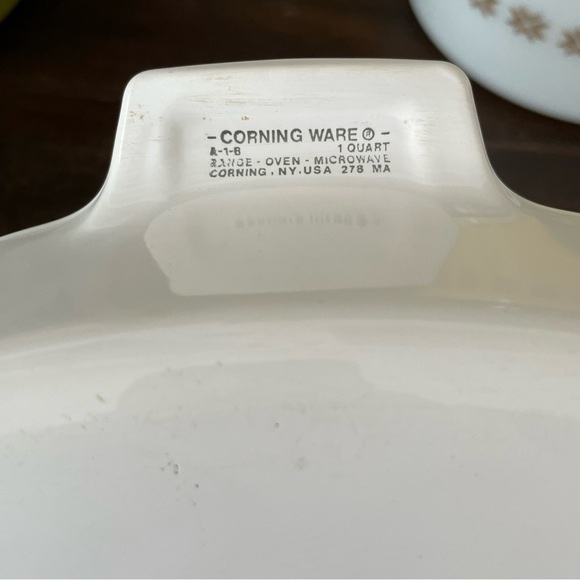 - CORNING WARE ® -
A-1-B 1 QUART
RANGE - OVEN - MICROWAVE
CORNING, NY. USA 278 MA